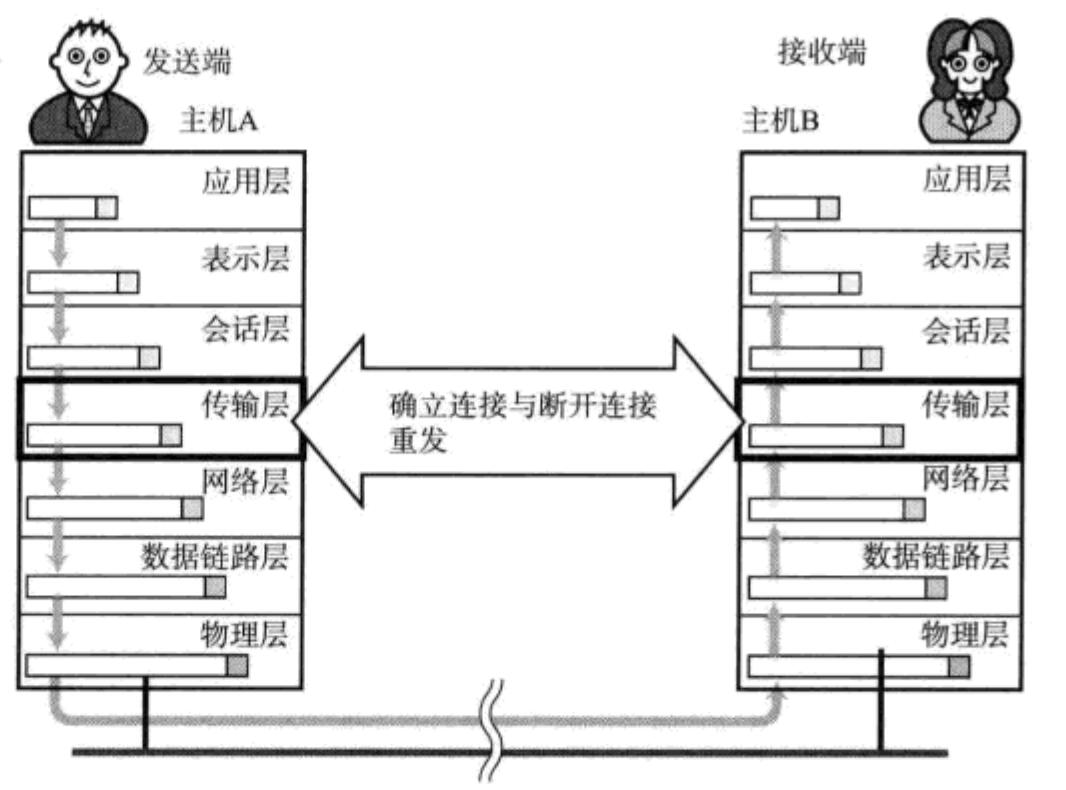 发送端
主机A
接收端
主机B
应用层
表示层
会话层
传输层
网络层
数据链路层
物理层
确立连接与断开连接
重发
应用层
表示层
会话层
传输层
网络层
数据链路层
物理层